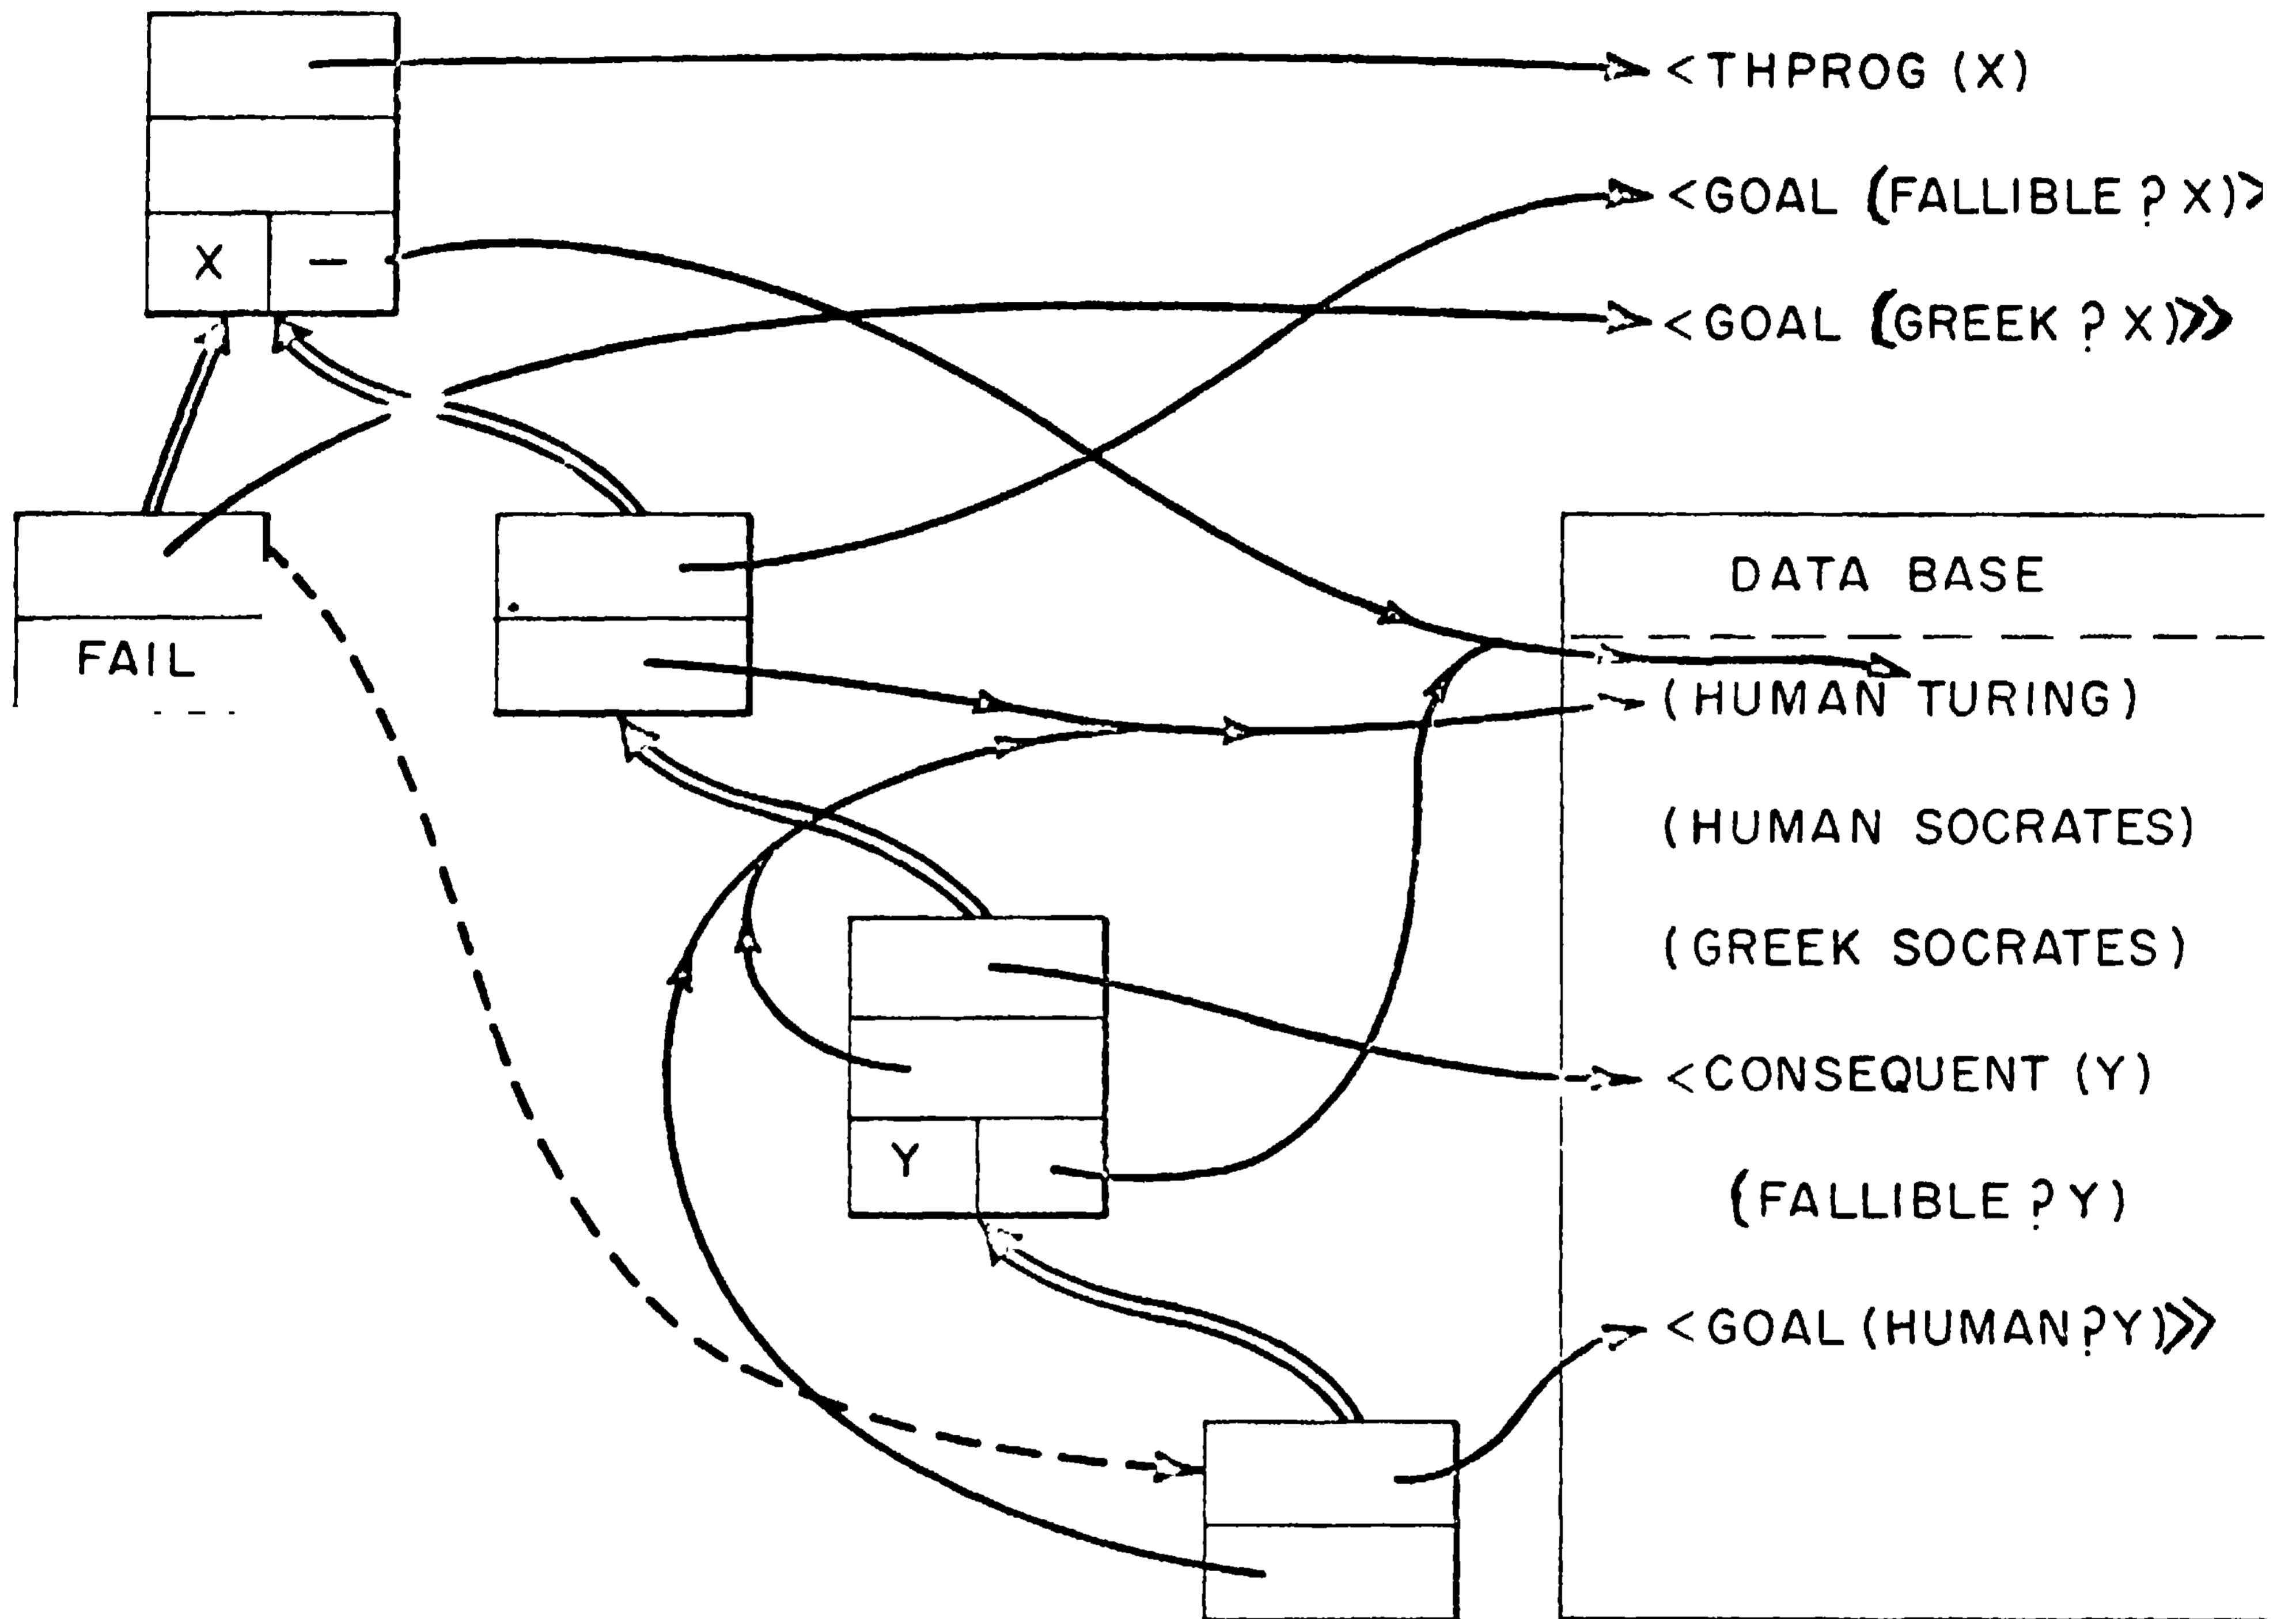 <THPROG (X)
<GOAL (FALLIBLE ? X)>
<GOAL (GREEK ? X)>>
X –
DATA BASE
FAIL
(HUMAN TURING)
(HUMAN SOCRATES)
(GREEK SOCRATES)
<CONSEQUENT (Y)
Y
(FALLIBLE ? Y)
<GOAL (HUMAN ? Y)>>